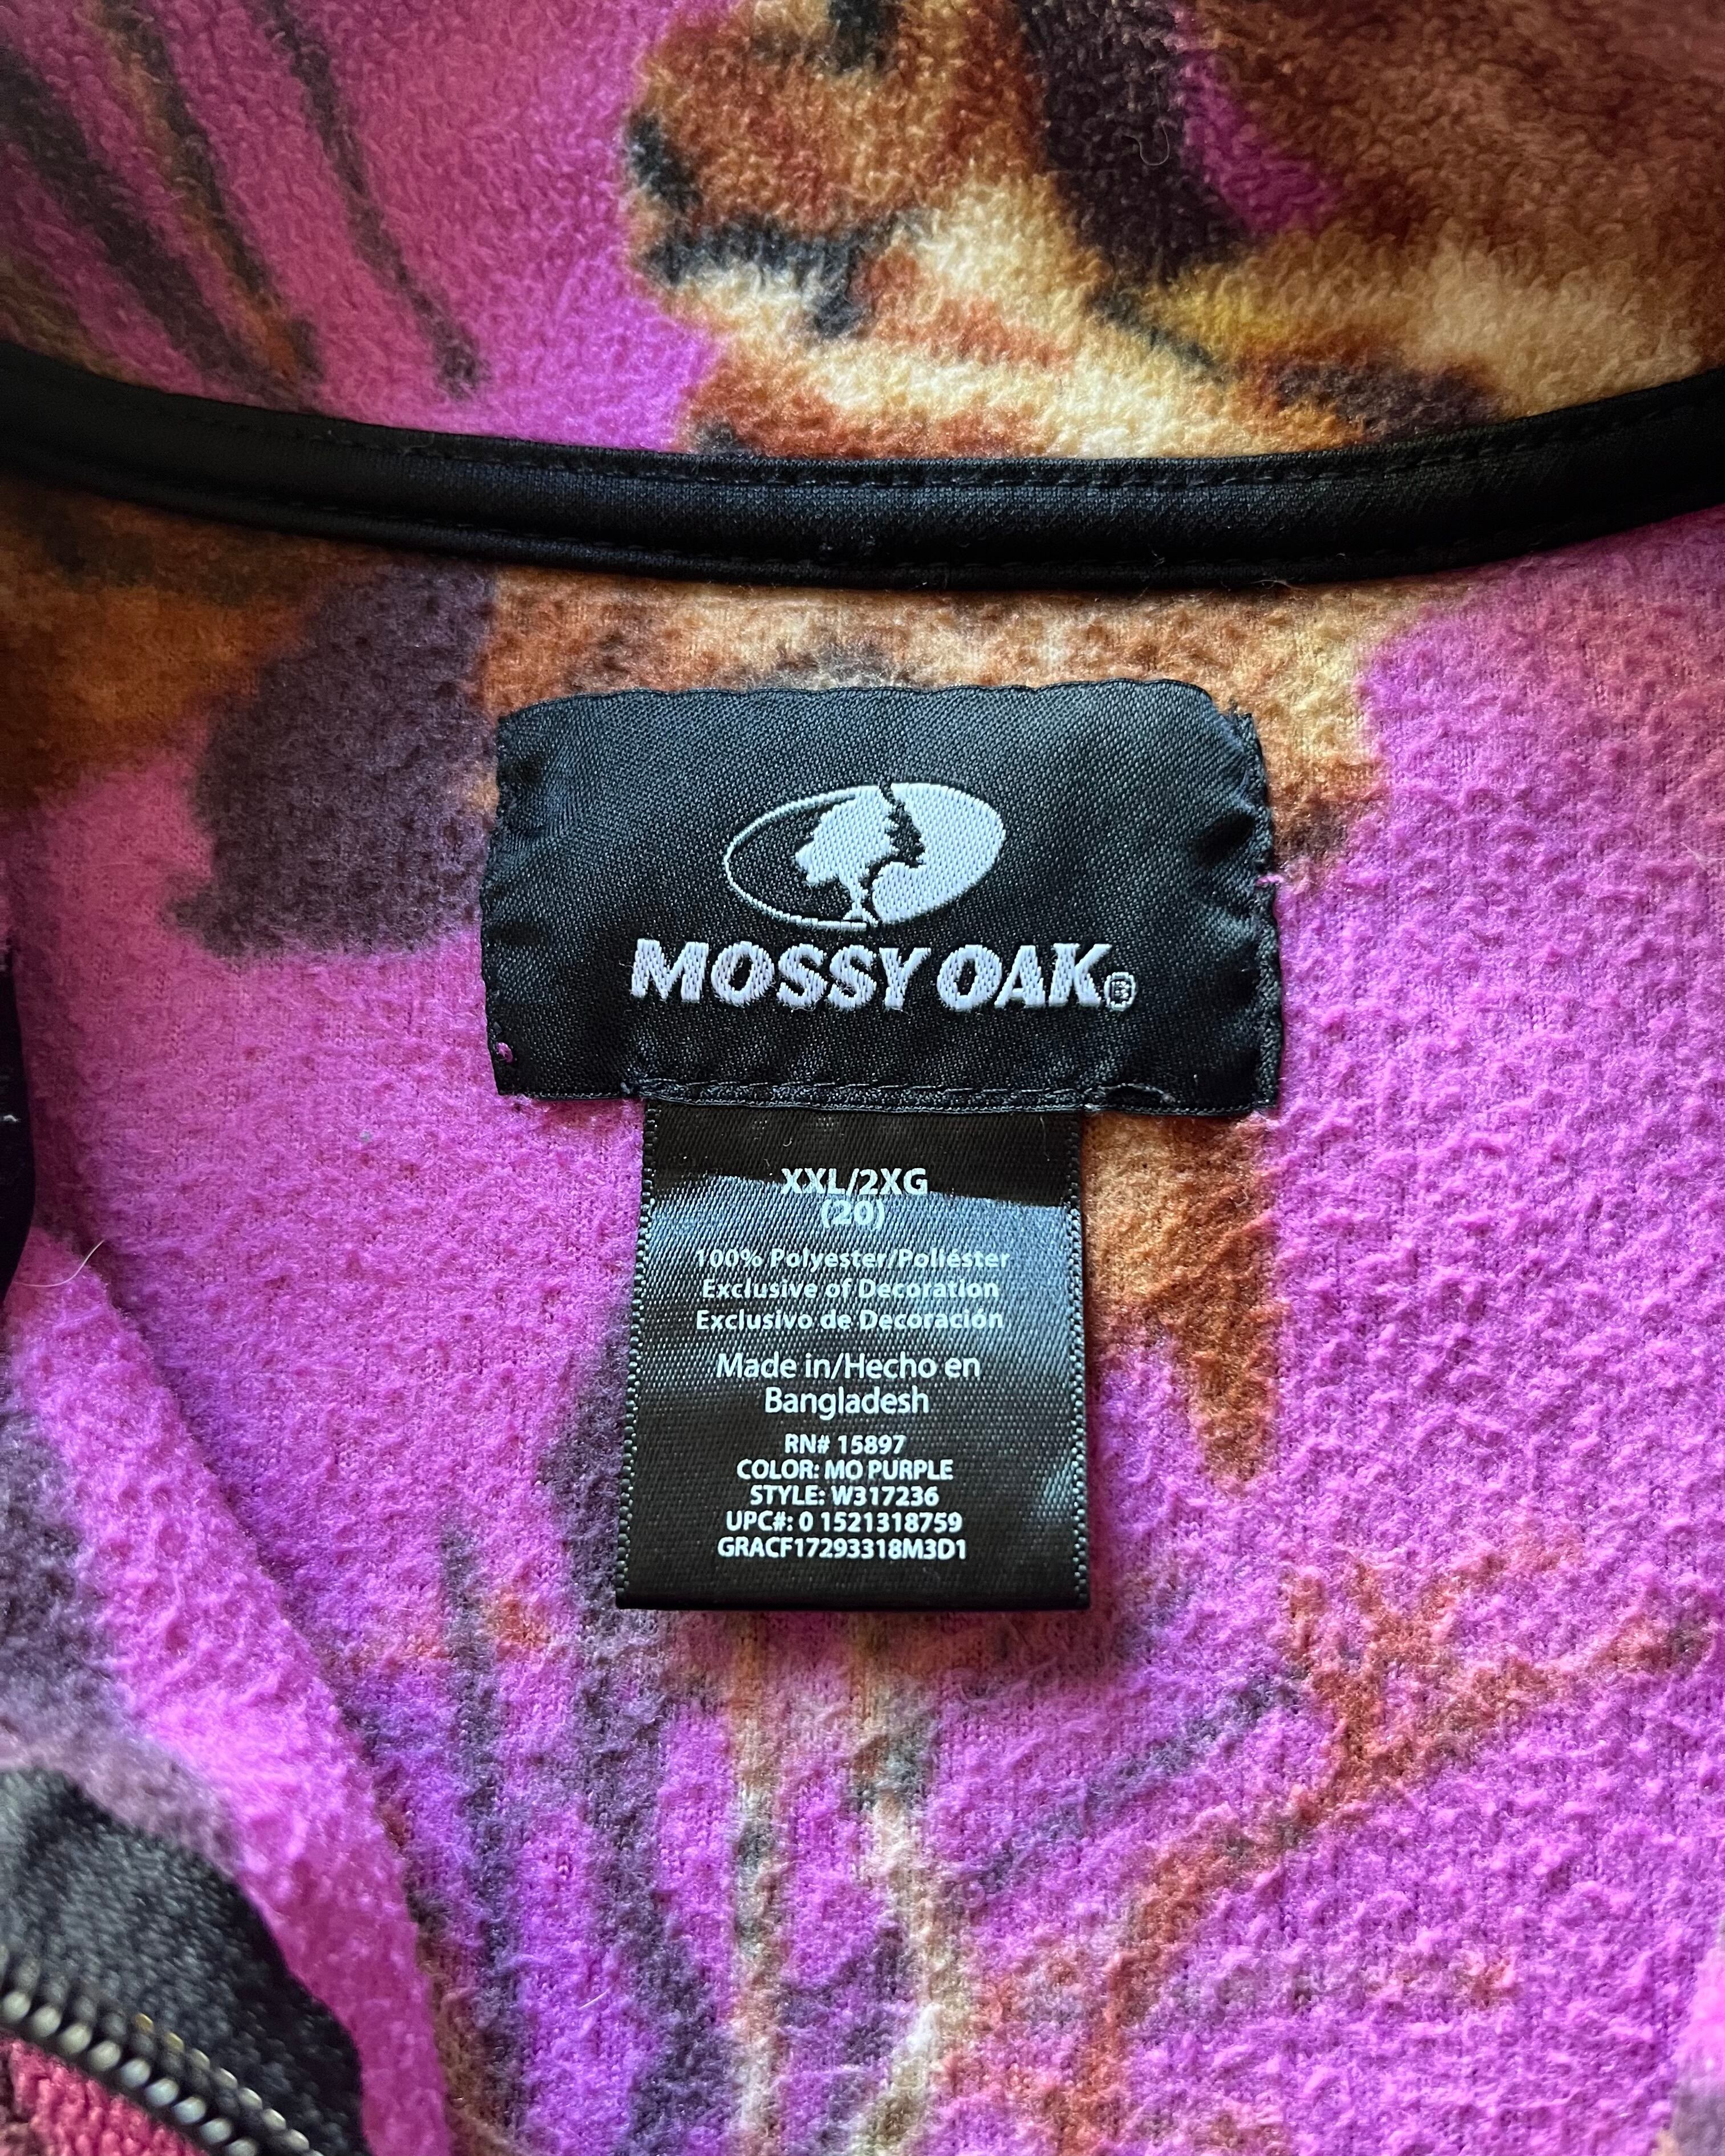 MOSSY OAK®
XXL/2XG
(20)
100% Polyester/Poliéster
Exclusive of Decoration
Exclusivo de Decoración
Made in/Hecho en
Bangladesh
RN# 15897
COLOR: MO PURPLE
STYLE: W317236
UPC#: 0 1521318759
GRACF17293318M3D1